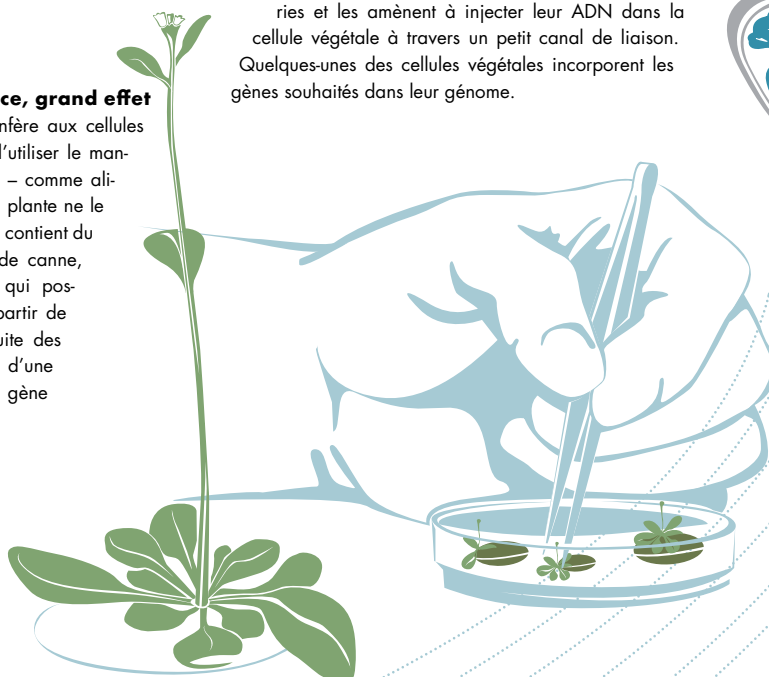 ce, grand effet
nfère aux cellules
l’utiliser le man-
– comme ali-
plante ne le
contient du
de canne,
qui pos-
partir de
uite des
d’une
gène
ries et les amènent à injecter leur ADN dans la
cellule végétale à travers un petit canal de liaison.
Quelques-unes des cellules végétales incorporent les
gènes souhaités dans leur génome.